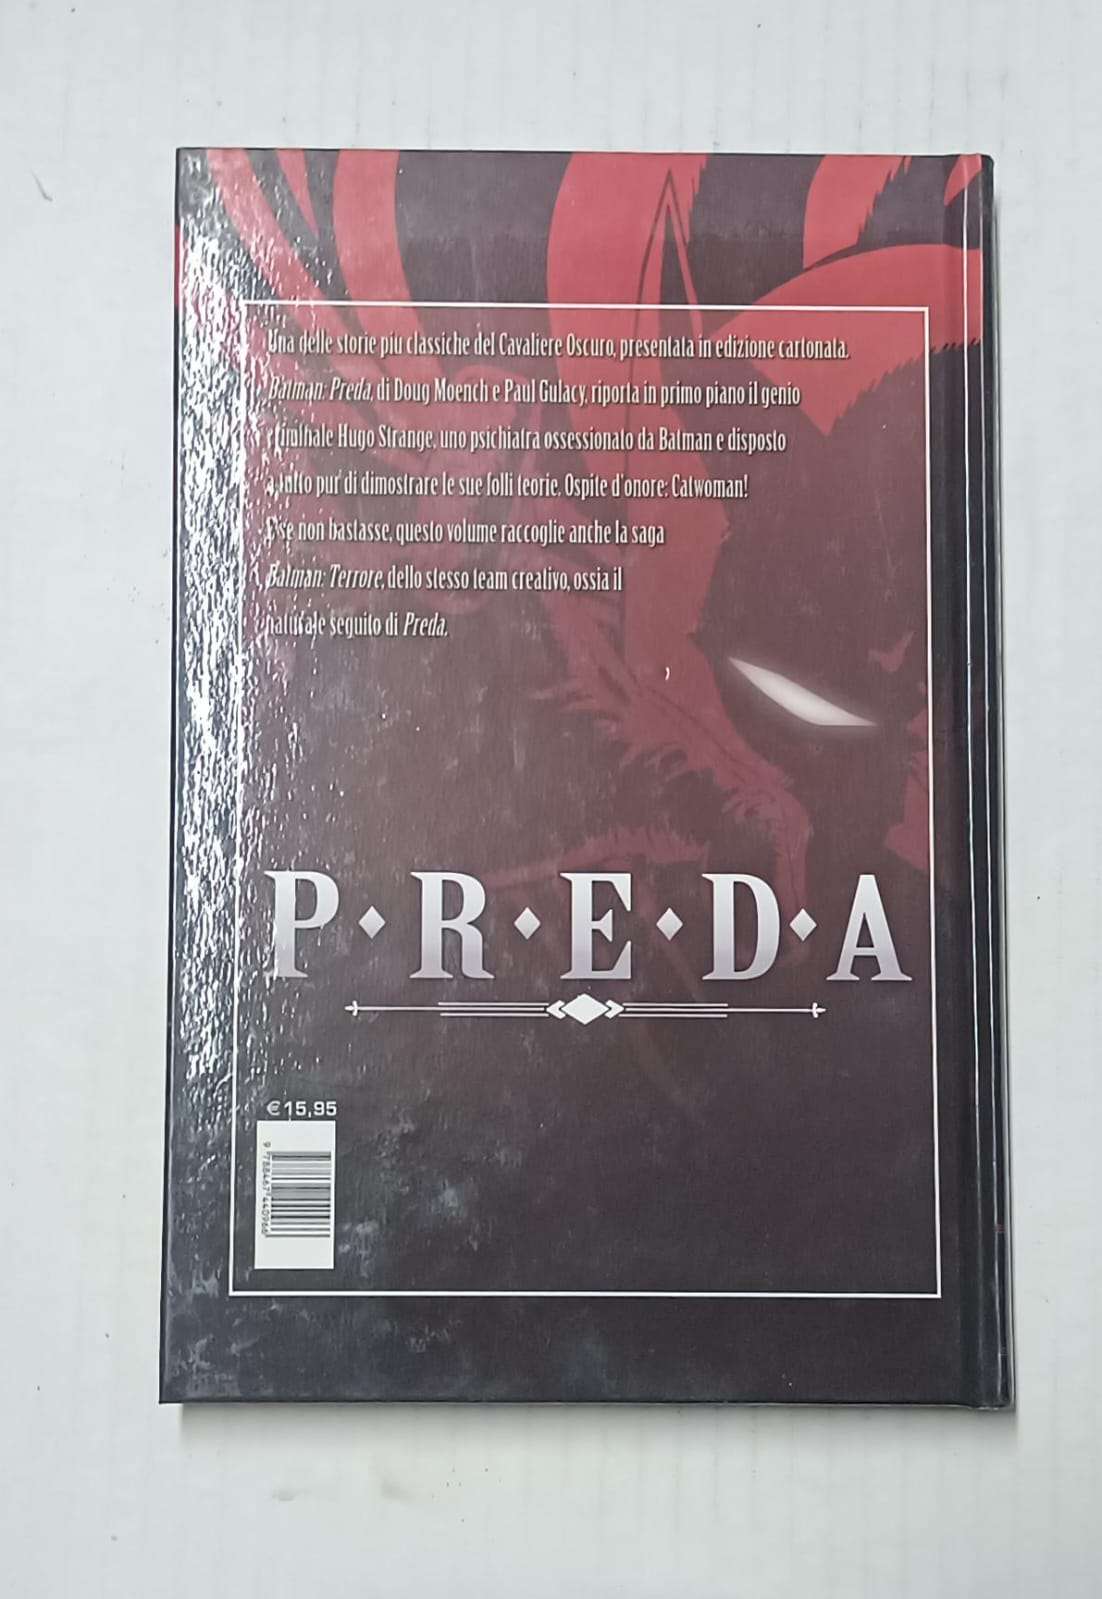 Una delle storie più classiche del Cavaliere Oscuro, presentata in edizione cartonata.
Batman: Preda, di Doug Moench e Paul Gulacy, riporta in primo piano il genio
criminale Hugo Strange, uno psichiatra ossessionato da Batman e disposto
a tutto pur di dimostrare le sue folli teorie. Ospite d'onore: Catwoman!
E se non bastasse, questo volume raccoglie anche la saga
Batman: Terrore, dello stesso team creativo, ossia il
naturale seguito di Preda.
P•R•E•D•A
€15,95
9 788467 440966